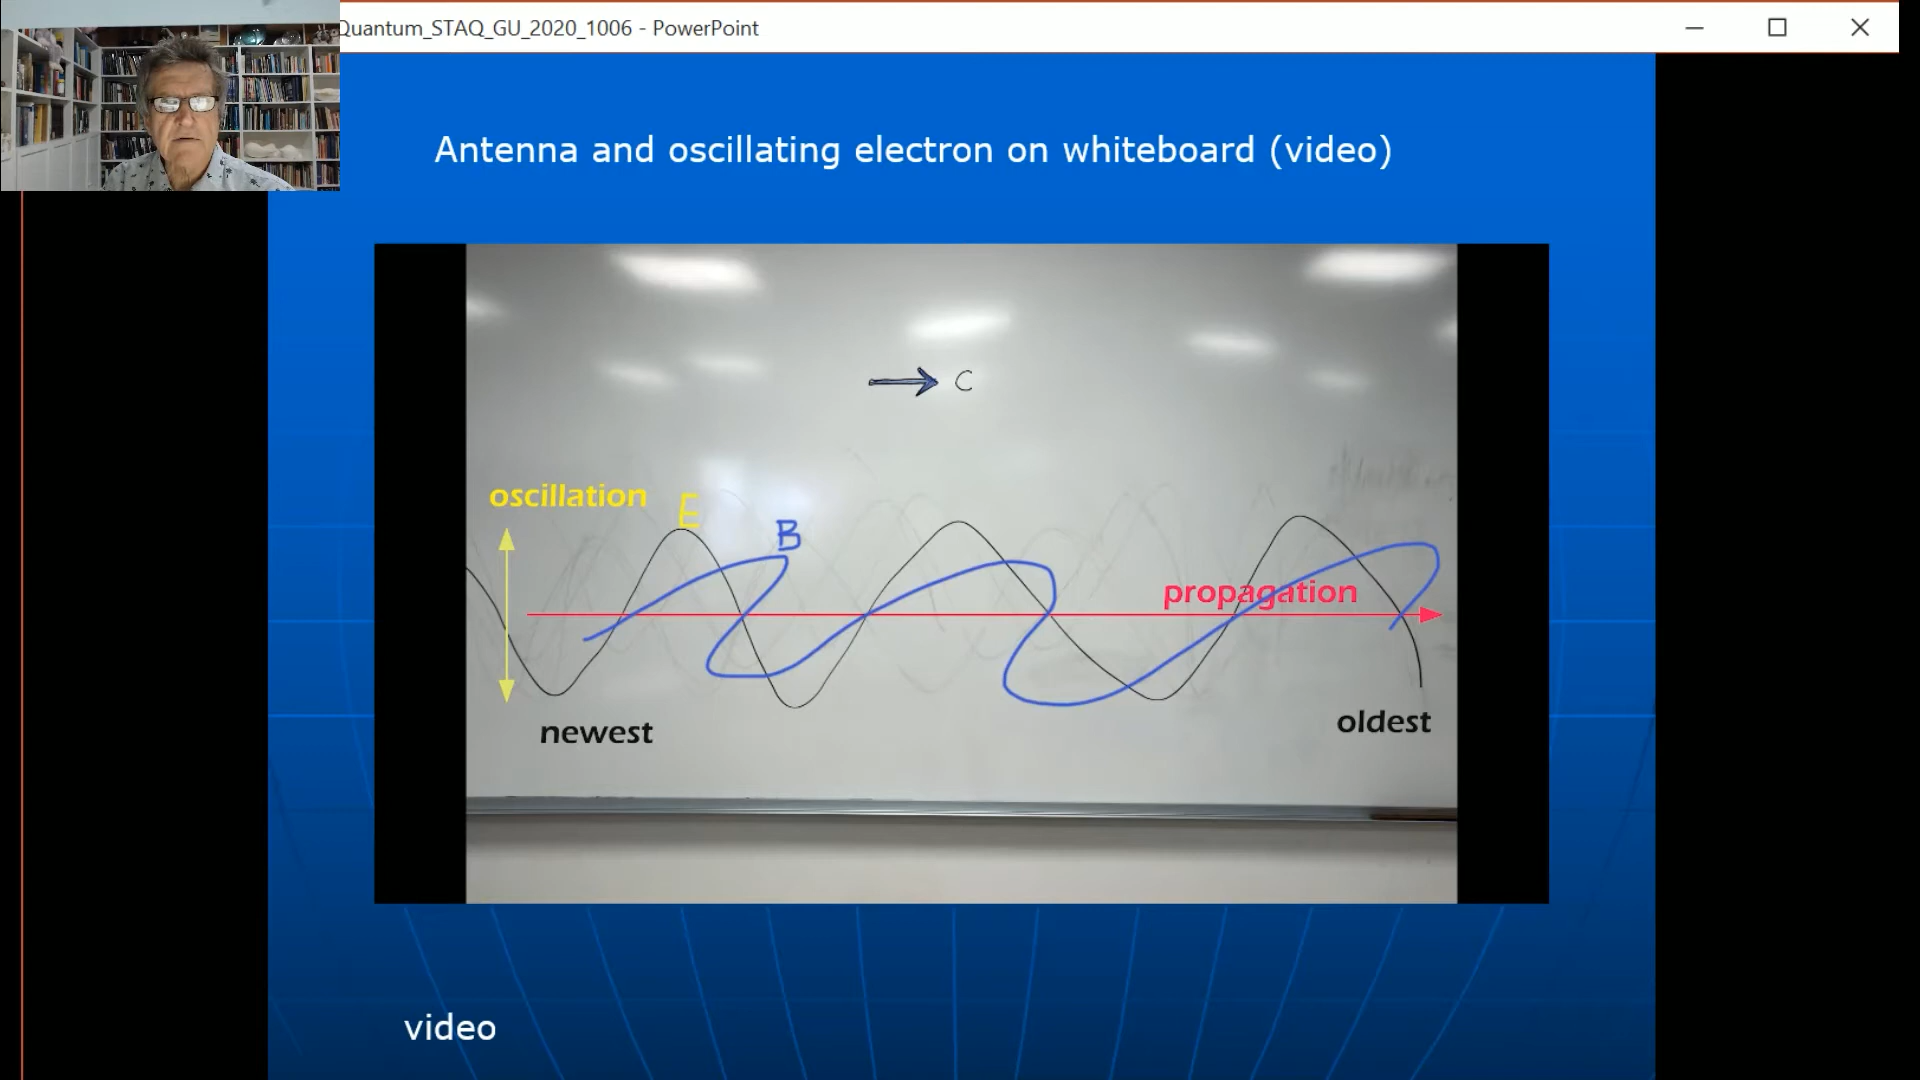 Quantum_STAQ_GU_2020_1006 - PowerPoint
Antenna and oscillating electron on whiteboard (video)
C
oscillation
E
B
propagation
newest
oldest
video